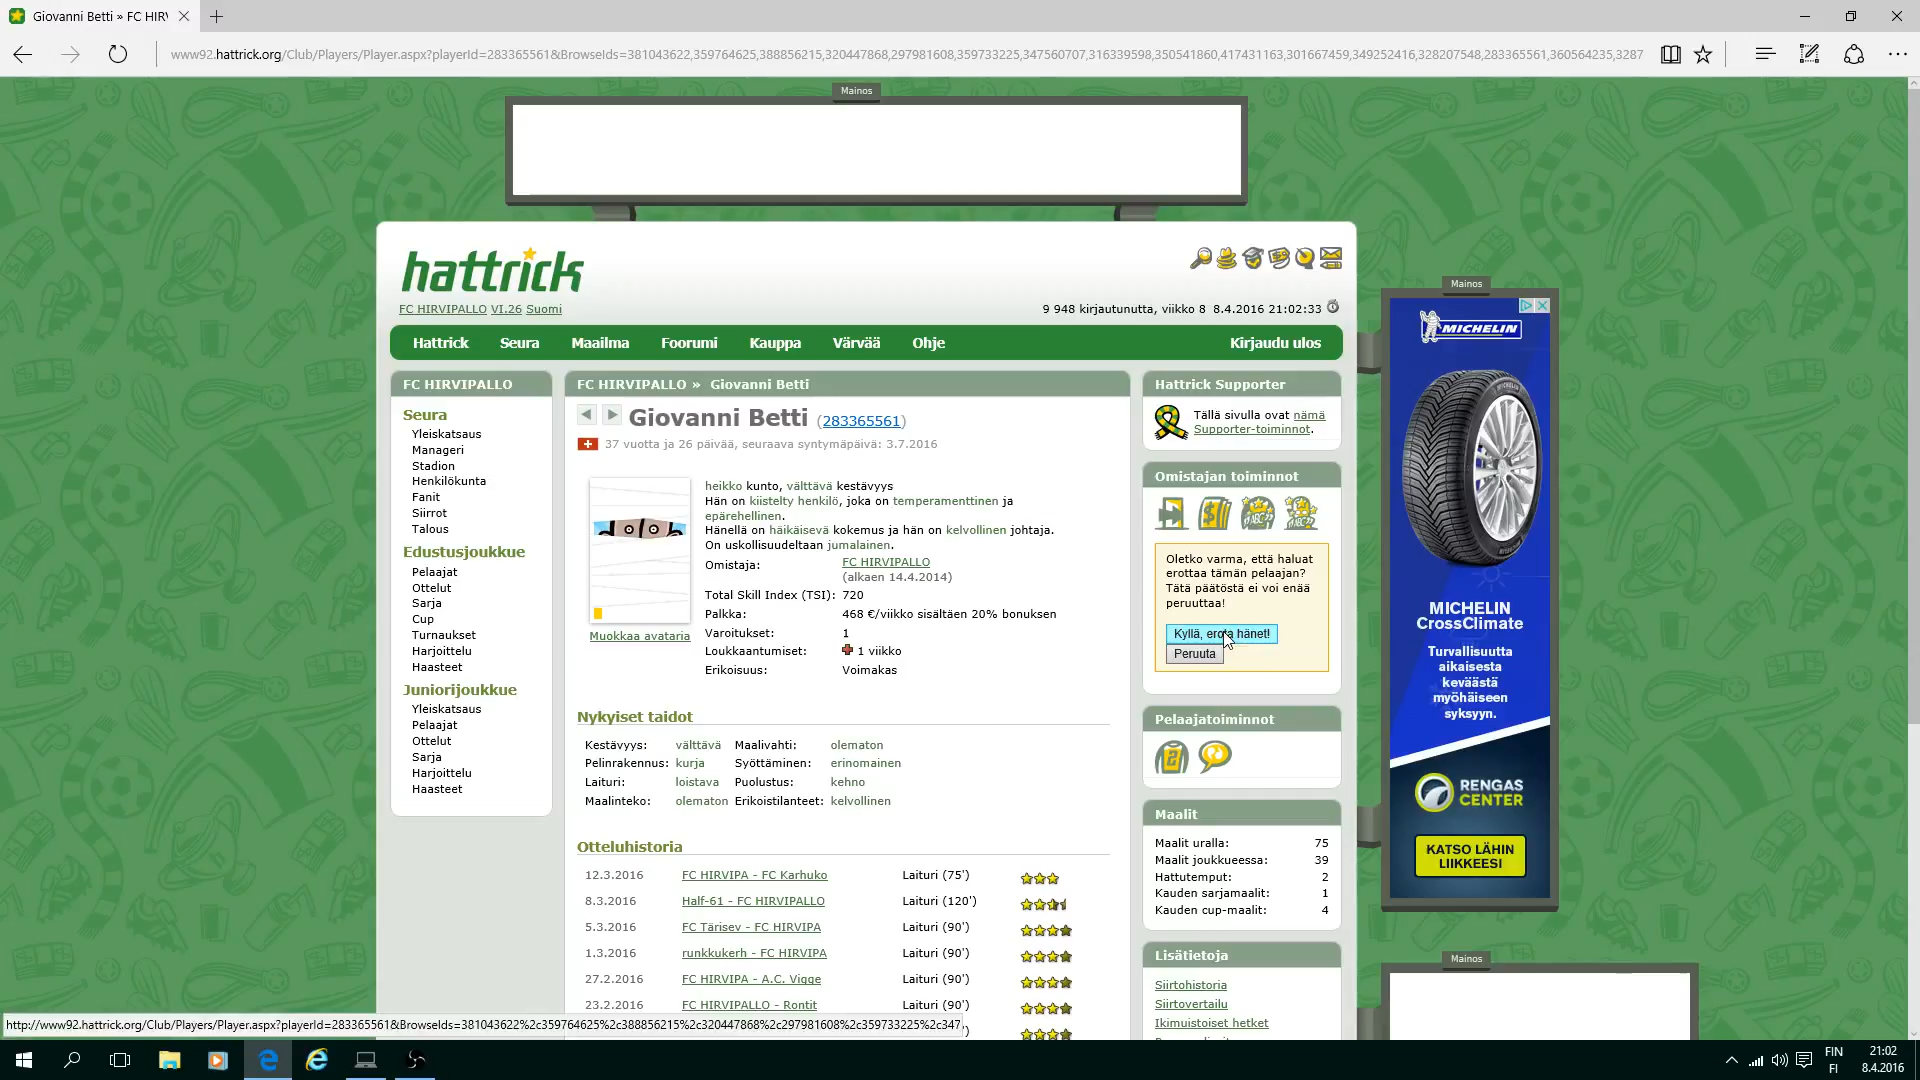 Giovanni Betti » FC HIRV
www92.hattrick.org/Club/Players/Player.aspx?playerId=283365561&BrowseIds=381043622,359764625,388856215,320447868,297981608,359733225,347560707,316339598,350541860,417431163,301667459,349252416,328207548,283365561,360564235,3287
Mainos
hattrick
FC HIRVIPALLO VI.26 Suomi
9 948 kirjautunutta, viikko 8 8.4.2016 21:02:33
Hattrick Seura Maailma Foorumi Kauppa Värvää Ohje Kirjaudu ulos
FC HIRVIPALLO
Seura
Yleiskatsaus
Manageri
Stadion
Henkilökunta
Fanit
Siirrot
Talous
Edustusjoukkue
Pelaajat
Ottelut
Sarja
Cup
Turnaukset
Harjoittelu
Haasteet
Juniorijoukkue
Yleiskatsaus
Pelaajat
Ottelut
Sarja
Harjoittelu
Haasteet
FC HIRVIPALLO » Giovanni Betti
Giovanni Betti (283365561)
37 vuotta ja 26 päivää, seuraava syntymäpäivä: 3.7.2016
Muokkaa avataria
heikko kunto, välttävä kestävyys
Hän on kiistelty henkilö, joka on temperamenttinen ja
epärehellinen.
Hänellä on häikäisevä kokemus ja hän on kelvollinen johtaja.
On uskollisuudeltaan jumalainen.
Omistaja: FC HIRVIPALLO
(alkaen 14.4.2014)
Total Skill Index (TSI): 720
Palkka: 468 €/viikko sisältäen 20% bonuksen
Varoitukset: 1
Loukkaantumiset: 1 viikko
Erikoisuus: Voimakas
Nykyiset taidot
Kestävyys: välttävä Maalivahti: olematon
Pelinrakennus: kurja Syöttäminen: erinomainen
Laituri: loistava Puolustus: kehno
Maalinteko: olematon Erikoistilanteet: kelvollinen
Otteluhistoria
12.3.2016 FC HIRVIPA - FC Karhuko Laituri (75')
8.3.2016 Half-61 - FC HIRVIPALLO Laituri (120')
5.3.2016 FC Tärisev - FC HIRVIPA Laituri (90')
1.3.2016 runkkukerh - FC HIRVIPA Laituri (90')
27.2.2016 FC HIRVIPA - A.C. Vigge Laituri (90')
23.2.2016 FC HIRVIPALLO - Rontit Laituri (90')
Hattrick Supporter
Tällä sivulla ovat nämä
Supporter-toiminnot.
Omistajan toiminnot
Oletko varma, että haluat
erottaa tämän pelaajan?
Tätä päätöstä ei voi enää
peruuttaa!
Kyllä, erota hänet!
Peruuta
Pelaajatoiminnot
Maalit
Maalit uralla: 75
Maalit joukkueessa: 39
Hattutemput: 2
Kauden sarjamaalit: 1
Kauden cup-maalit: 4
Lisätietoja
Siirtohistoria
Siirtovertailu
Ikimuistoiset hetket
Mainos
MICHELIN
MICHELIN
CrossClimate
Turvallisuutta
aikaisesta
keväästä
myöhäiseen
syksyyn.
RENGAS
CENTER
KATSO LÄHIN
LIIKKEESI
Mainos
http://www92.hattrick.org/Club/Players/Player.aspx?playerId=283365561&BrowseIds=381043622%2c359764625%2c388856215%2c320447868%2c297981608%2c359733225%2c347
FIN
FI
21:02
8.4.2016